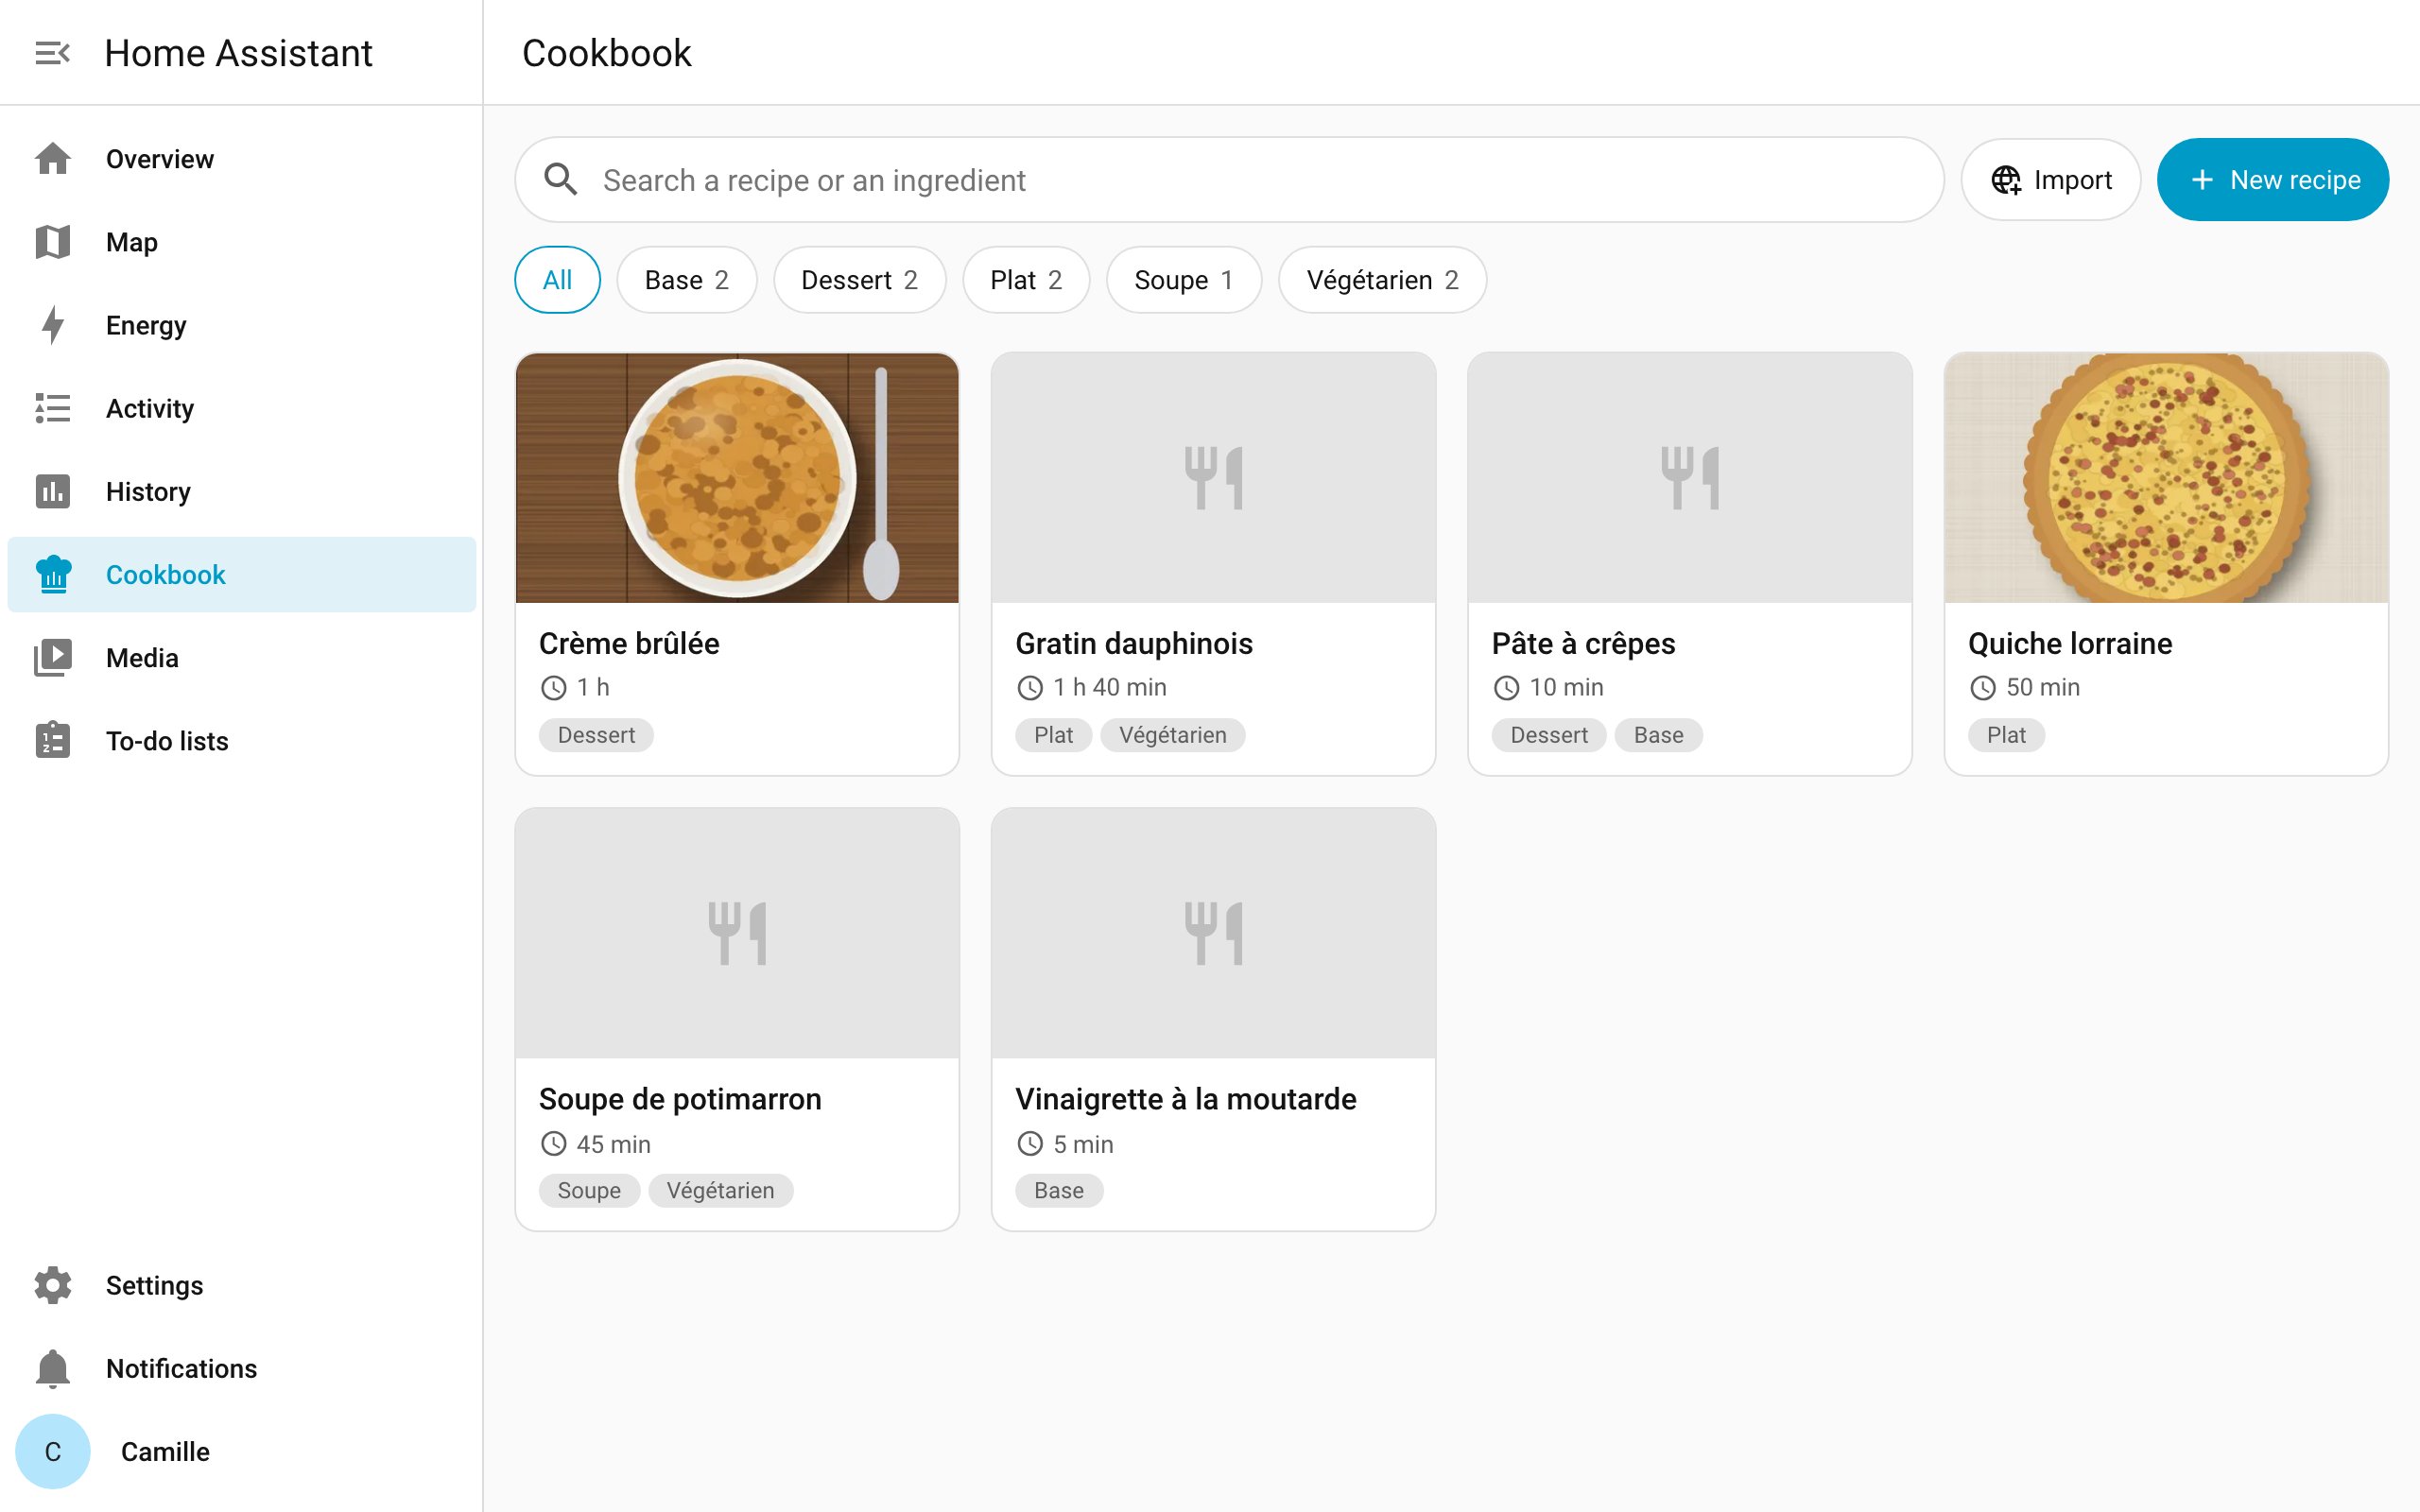 Home Assistant
Cookbook
Overview
Map
Energy
Activity
History
Cookbook
Media
To-do lists
Settings
Notifications
C
Camille
Search a recipe or an ingredient
Import
New recipe
All
Base 2
Dessert 2
Plat 2
Soupe 1
Végétarien 2
Crème brûlée
1 h
Dessert
Gratin dauphinois
1 h 40 min
Plat Végétarien
Pâte à crêpes
10 min
Dessert Base
Quiche lorraine
50 min
Plat
Soupe de potimarron
45 min
Soupe Végétarien
Vinaigrette à la moutarde
5 min
Base